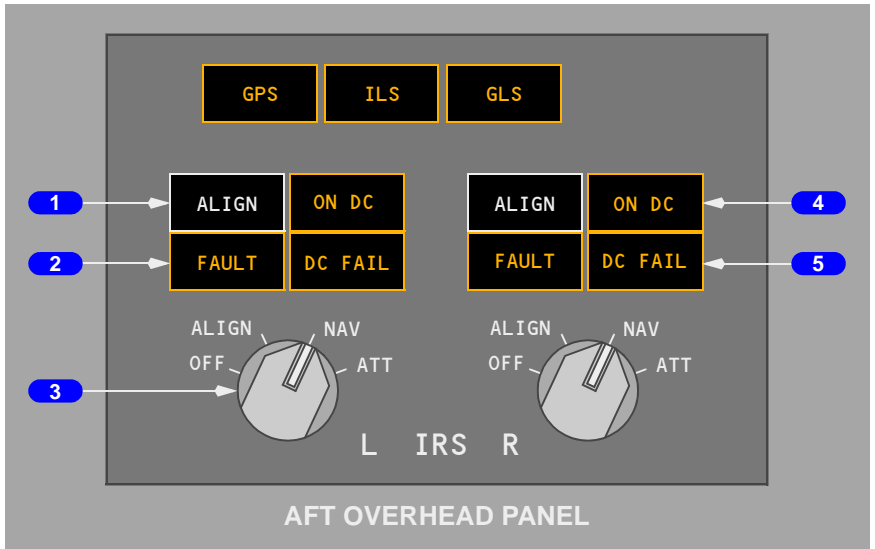 GPS ILS GLS
1 ALIGN ON DC ALIGN ON DC 4
2 FAULT DC FAIL FAULT DC FAIL 5
ALIGN NAV ALIGN NAV
OFF ATT OFF ATT
3
L IRS R
AFT OVERHEAD PANEL